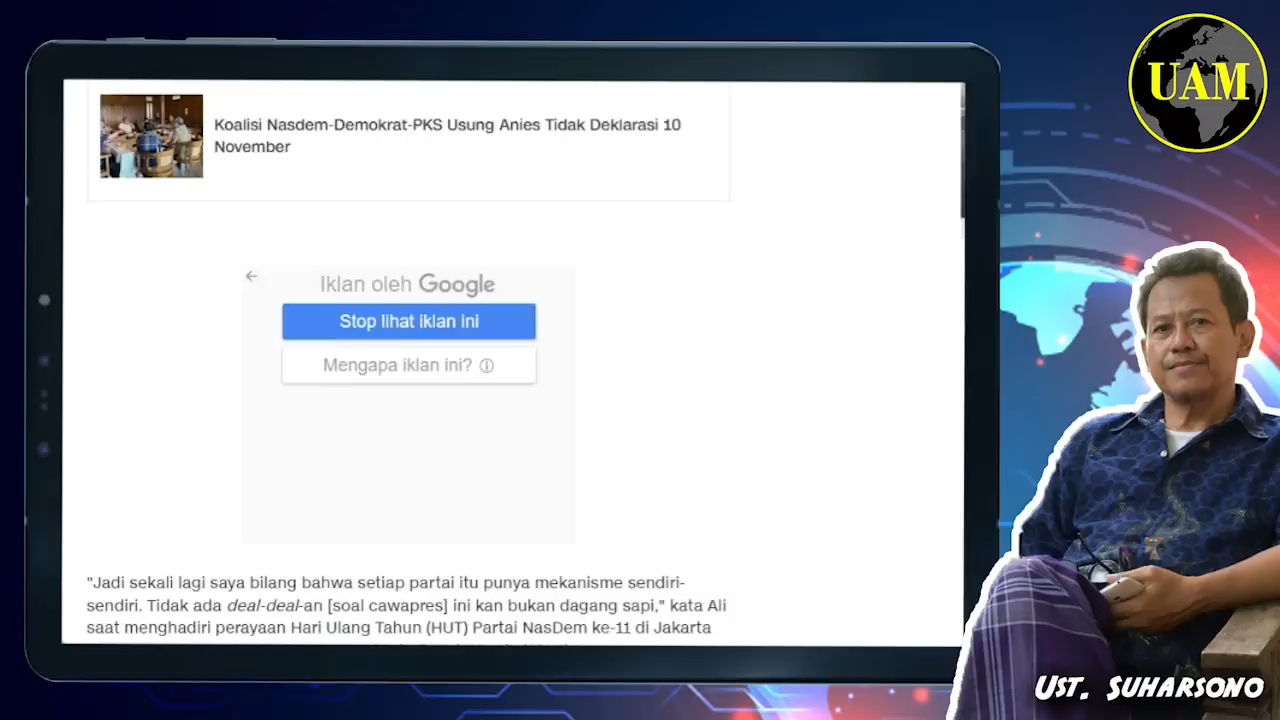 UAM
Koalisi Nasdem-Demokrat-PKS Usung Anies Tidak Deklarasi 10
November
Iklan oleh Google
Stop lihat iklan ini
Mengapa iklan ini?
"Jadi sekali lagi saya bilang bahwa setiap partai itu punya mekanisme sendiri-
sendiri. Tidak ada deal-deal-an [soal cawapres] ini kan bukan dagang sapi," kata Ali
saat menghadiri perayaan Hari Ulang Tahun (HUT) Partai NasDem ke-11 di Jakarta
UST. SUHARSONO